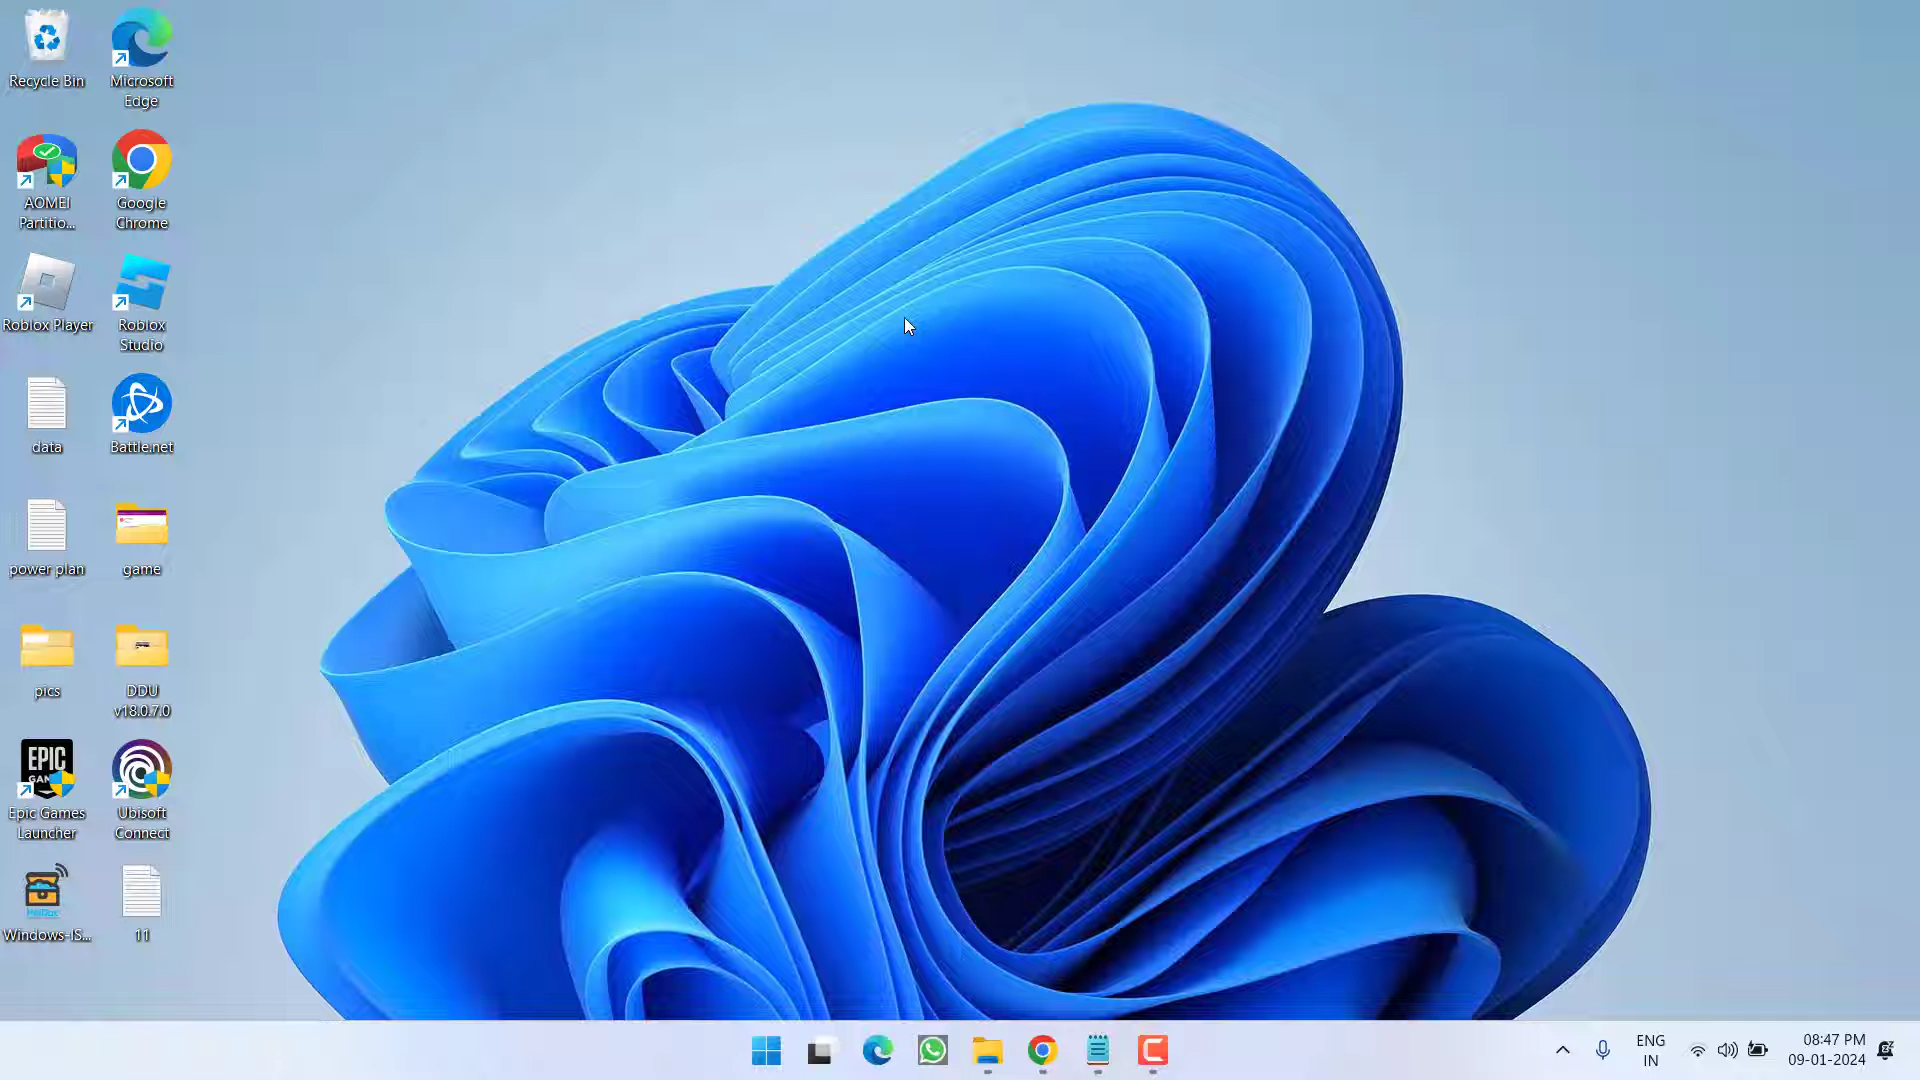 Recycle Bin
Microsoft
Edge
AOMEI
Partitio...
Google
Chrome
Roblox Player
Roblox
Studio
data
Battle.net
power plan
game
pics
DDU
v18.0.7.0
EPIC
GAM
Epic Games
Launcher
Ubisoft
Connect
Windows-IS...
11
ENG
IN
08:47 PM
09-01-2024